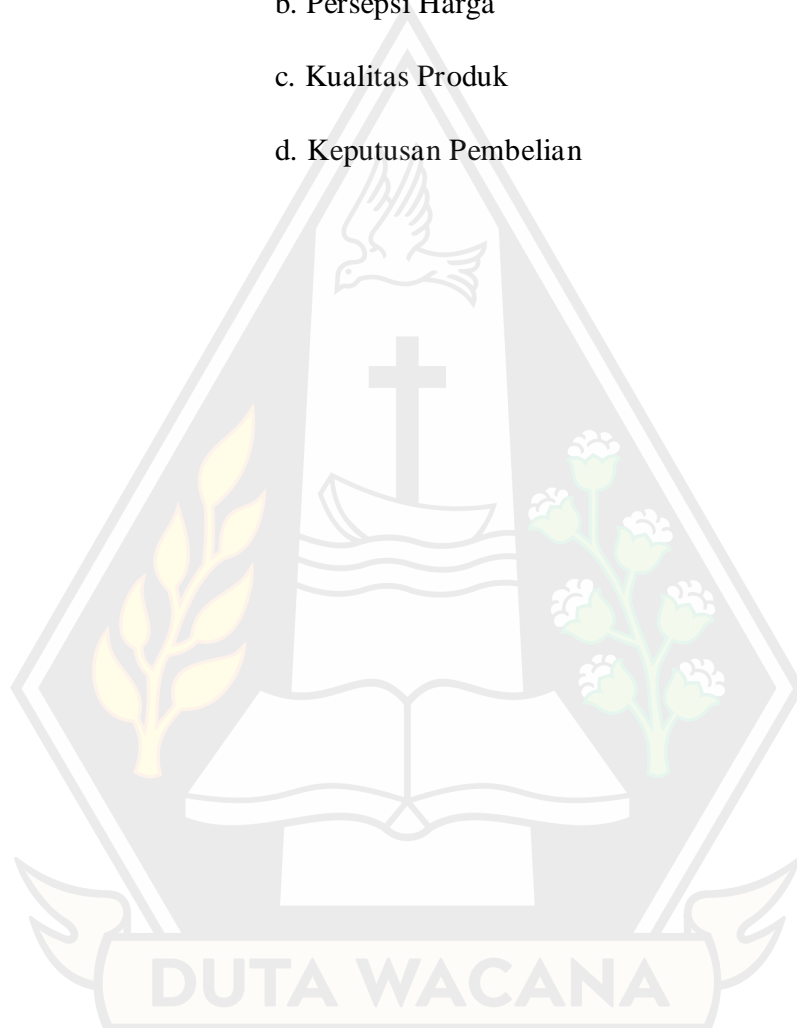 b. Persepsi Harga
c. Kualitas Produk
d. Keputusan Pembelian
DUTA WACANA